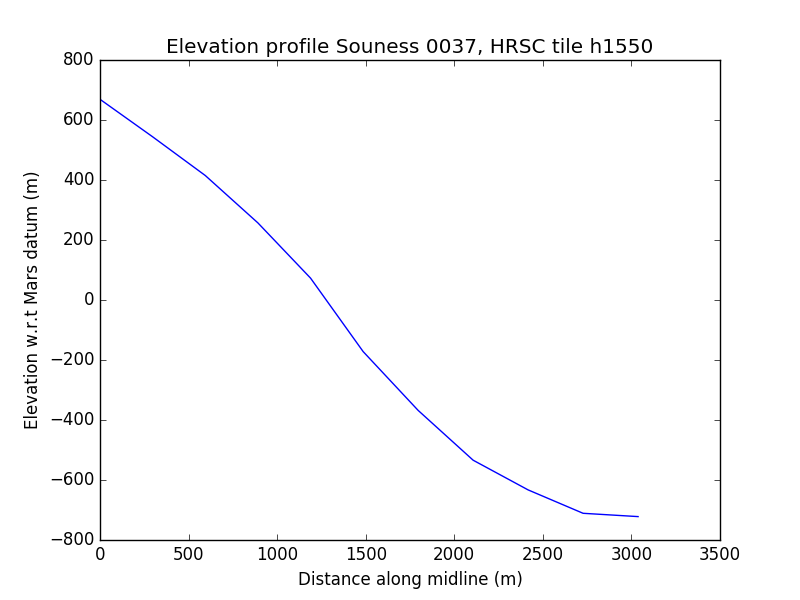 Elevation profile Souness 0037, HRSC tile h1550
800
600
400
200
0
−200
−400
−600
−800
Elevation w.r.t Mars datum (m)
0 500 1000 1500 2000 2500 3000 3500
Distance along midline (m)